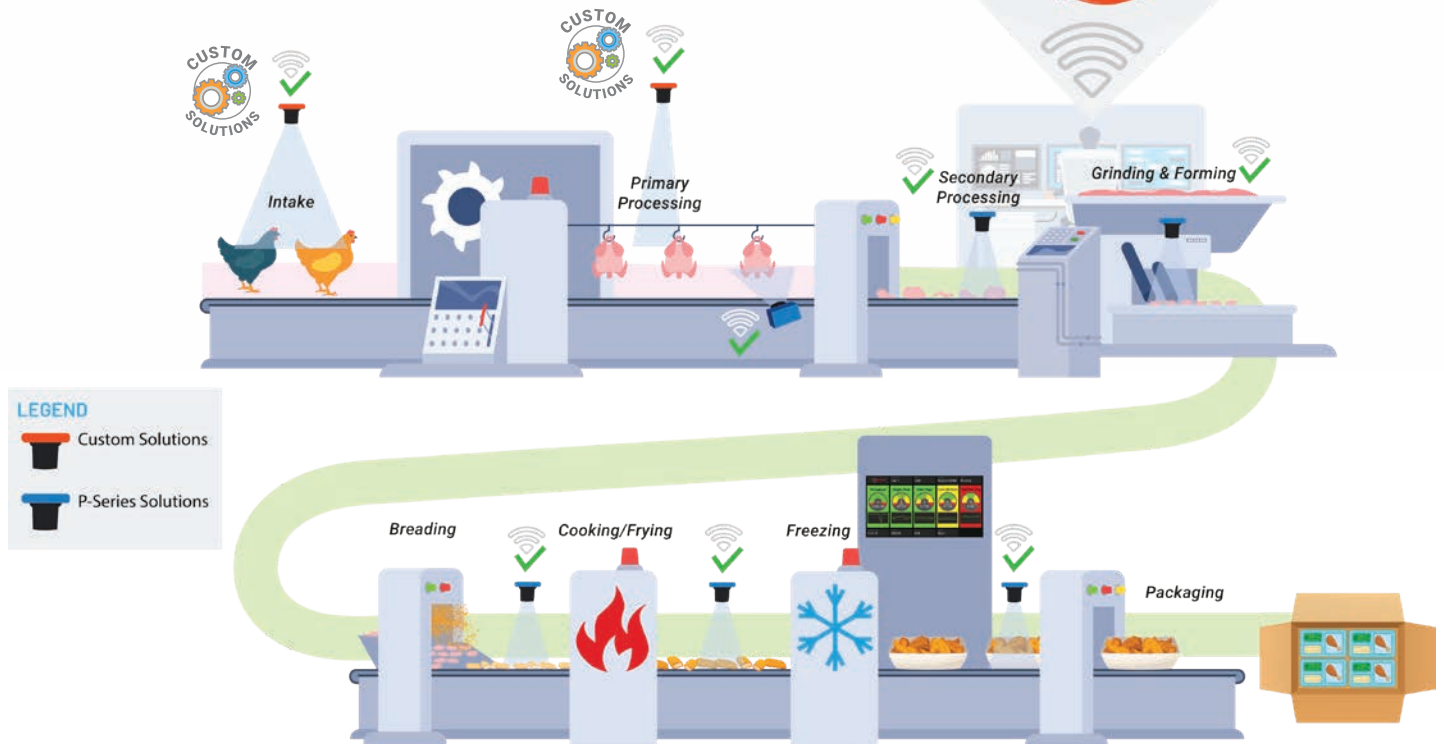 CUSTOM
SOLUTIONS
CUSTOM
SOLUTIONS
Intake
Primary
Processing
Secondary
Processing
Grinding & Forming
LEGEND
Custom Solutions
P-Series Solutions
Breading
Cooking/Frying
Freezing
Packaging